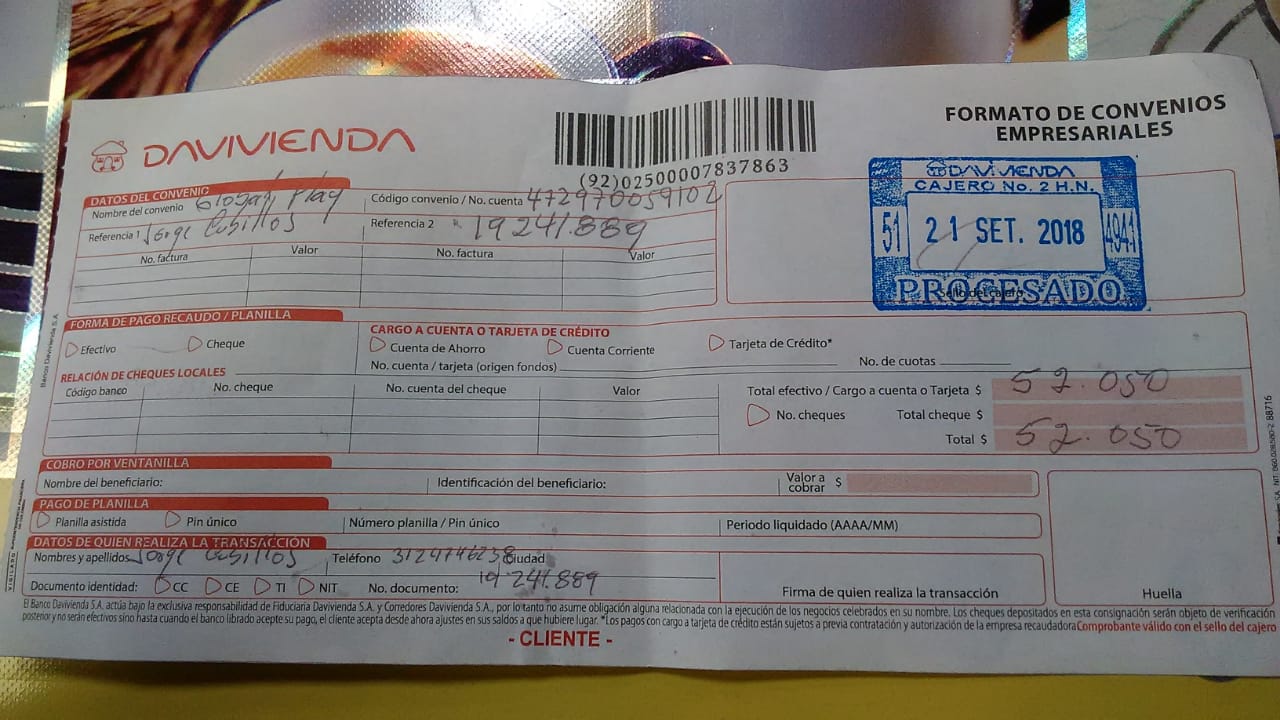 DAVIVIENDA
(92)02500007837863
FORMATO DE CONVENIOS
EMPRESARIALES
DAVIVIENDA
CAJERO No. 2 H.N.
51 21 SET. 2018 4941
PROCESADO
DATOS DEL CONVENIO
Nombre del convenio Play Código convenio / No. cuenta 472970059102
Referencia 1 Jorge Cubillos Referencia 2 19241.889
No. factura Valor No. factura Valor
FORMA DE PAGO RECAUDO / PLANILLA
Efectivo Cheque
CARGO A CUENTA O TARJETA DE CRÉDITO
Cuenta de Ahorro Cuenta Corriente Tarjeta de Crédito*
No. cuenta / tarjeta (origen fondos) No. de cuotas
RELACIÓN DE CHEQUES LOCALES
Código banco No. cheque No. cuenta del cheque Valor
Total efectivo / Cargo a cuenta o Tarjeta $ 52.050
No. cheques Total cheque $
Total $ 52.050
COBRO POR VENTANILLA
Nombre del beneficiario: Identificación del beneficiario: Valor a cobrar $
PAGO DE PLANILLA
Planilla asistida Pin único Número planilla / Pin único Periodo liquidado (AAAA/MM)
DATOS DE QUIEN REALIZA LA TRANSACCIÓN
Nombres y apellidos Jorge Cubillos Teléfono 3124746238 Ciudad
Documento identidad: CC CE TI NIT No. documento: 19241.889
Firma de quien realiza la transacción Huella
El Banco Davivienda S.A. actúa bajo la exclusiva responsabilidad de Fiduciaria Davivienda S.A. y Corredores Davivienda S.A., por lo tanto no asume obligación alguna relacionada con la ejecución de los negocios celebrados en su nombre. Los cheques depositados en esta consignación serán objeto de verificación
posterior y no serán efectivos sino hasta cuando el banco librado acepte su pago, el cliente acepta desde ahora ajustes en sus saldos a que hubiere lugar. *Los pagos con cargo a tarjeta de crédito están sujetos a previa contratación y autorización de la empresa recaudadora Comprobante válido con el sello del cajero
- CLIENTE -
Banco Davivienda S.A